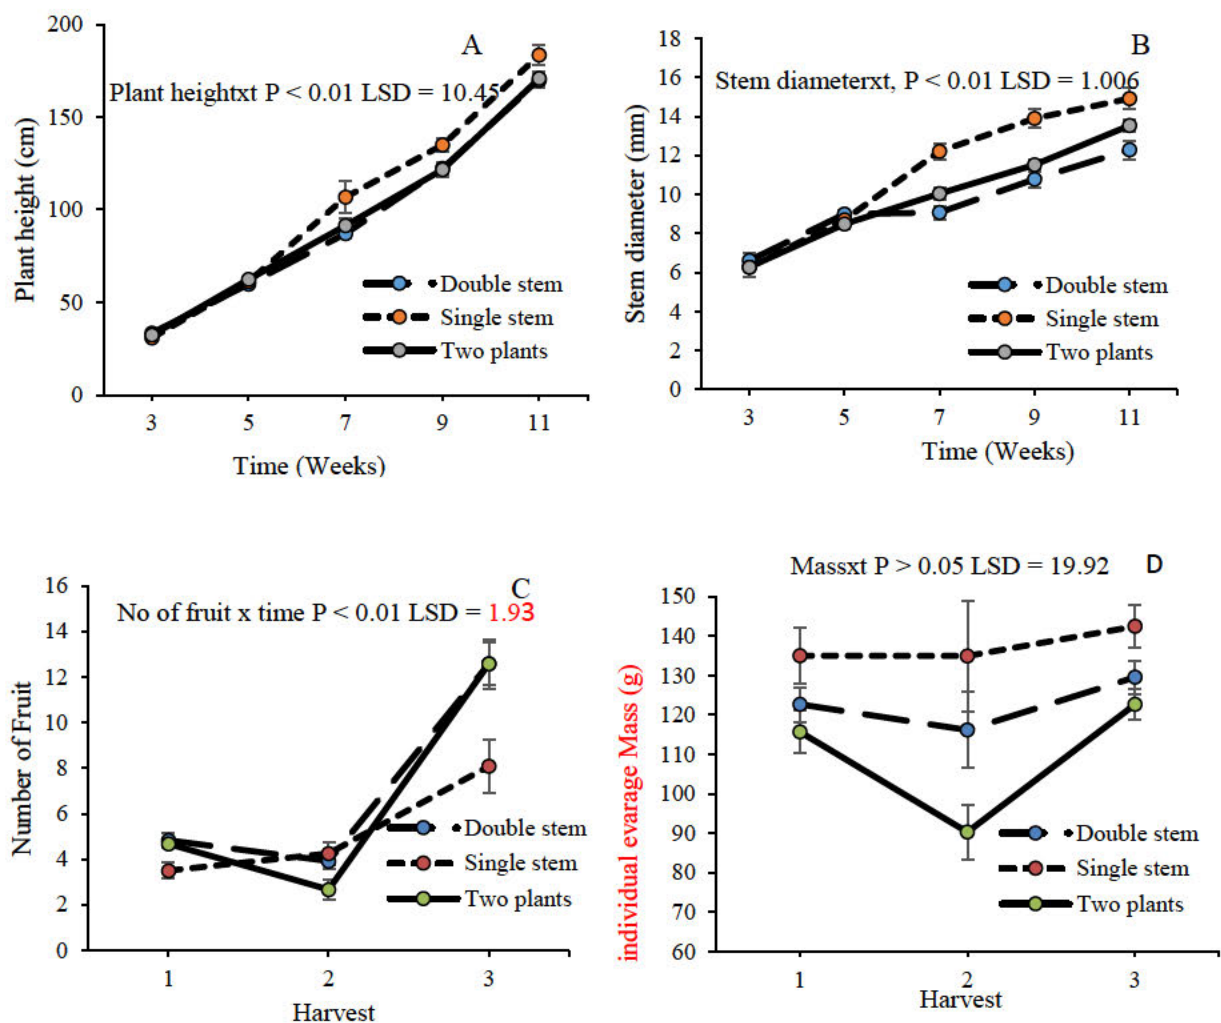 A
Plant heightxt P < 0.01 LSD = 10.45
Plant height (cm)
200
150
100
50
0
Double stem
Single stem
Two plants
3 5 7 9 11
Time (Weeks)
B
Stem diameterxt, P < 0.01 LSD = 1.006
Stem diameter (mm)
18
16
14
12
10
8
6
4
2
0
Double stem
Single stem
Two plants
3 5 7 9 11
Time (Weeks)
C
No of fruit x time P < 0.01 LSD = 1.93
Number of Fruit
16
14
12
10
8
6
4
2
0
Double stem
Single stem
Two plants
1 2 3
Harvest
Massxt P > 0.05 LSD = 19.92 D
individual evarage Mass (g)
150
140
130
120
110
100
90
80
70
60
Double stem
Single stem
Two plants
1 2 3
Harvest